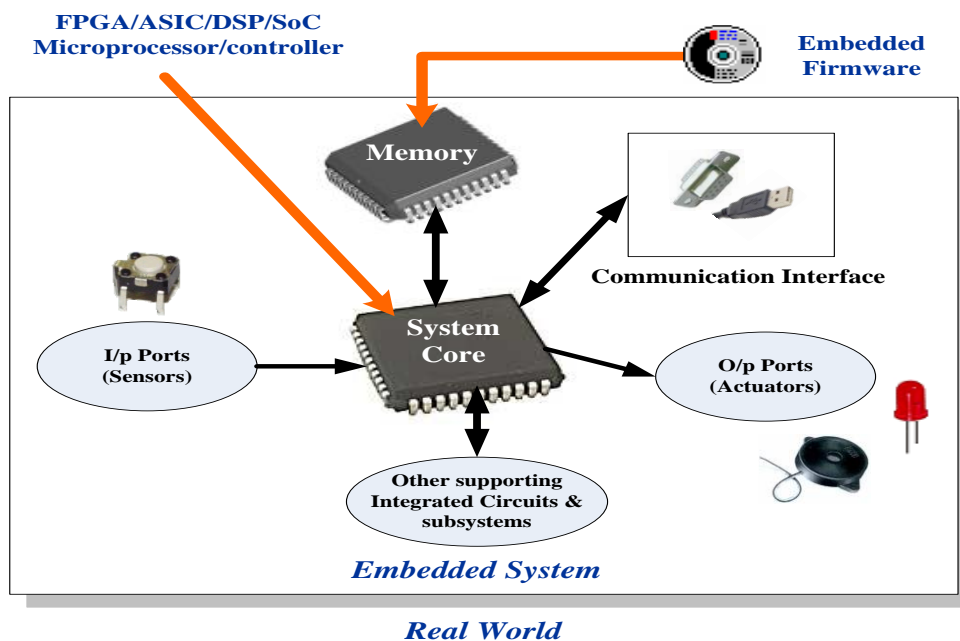 FPGA/ASIC/DSP/SoC
Microprocessor/controller
Embedded
Firmware
Memory
Communication Interface
System
Core
I/p Ports
(Sensors)
O/p Ports
(Actuators)
Other supporting
Integrated Circuits &
subsystems
Embedded System
Real World